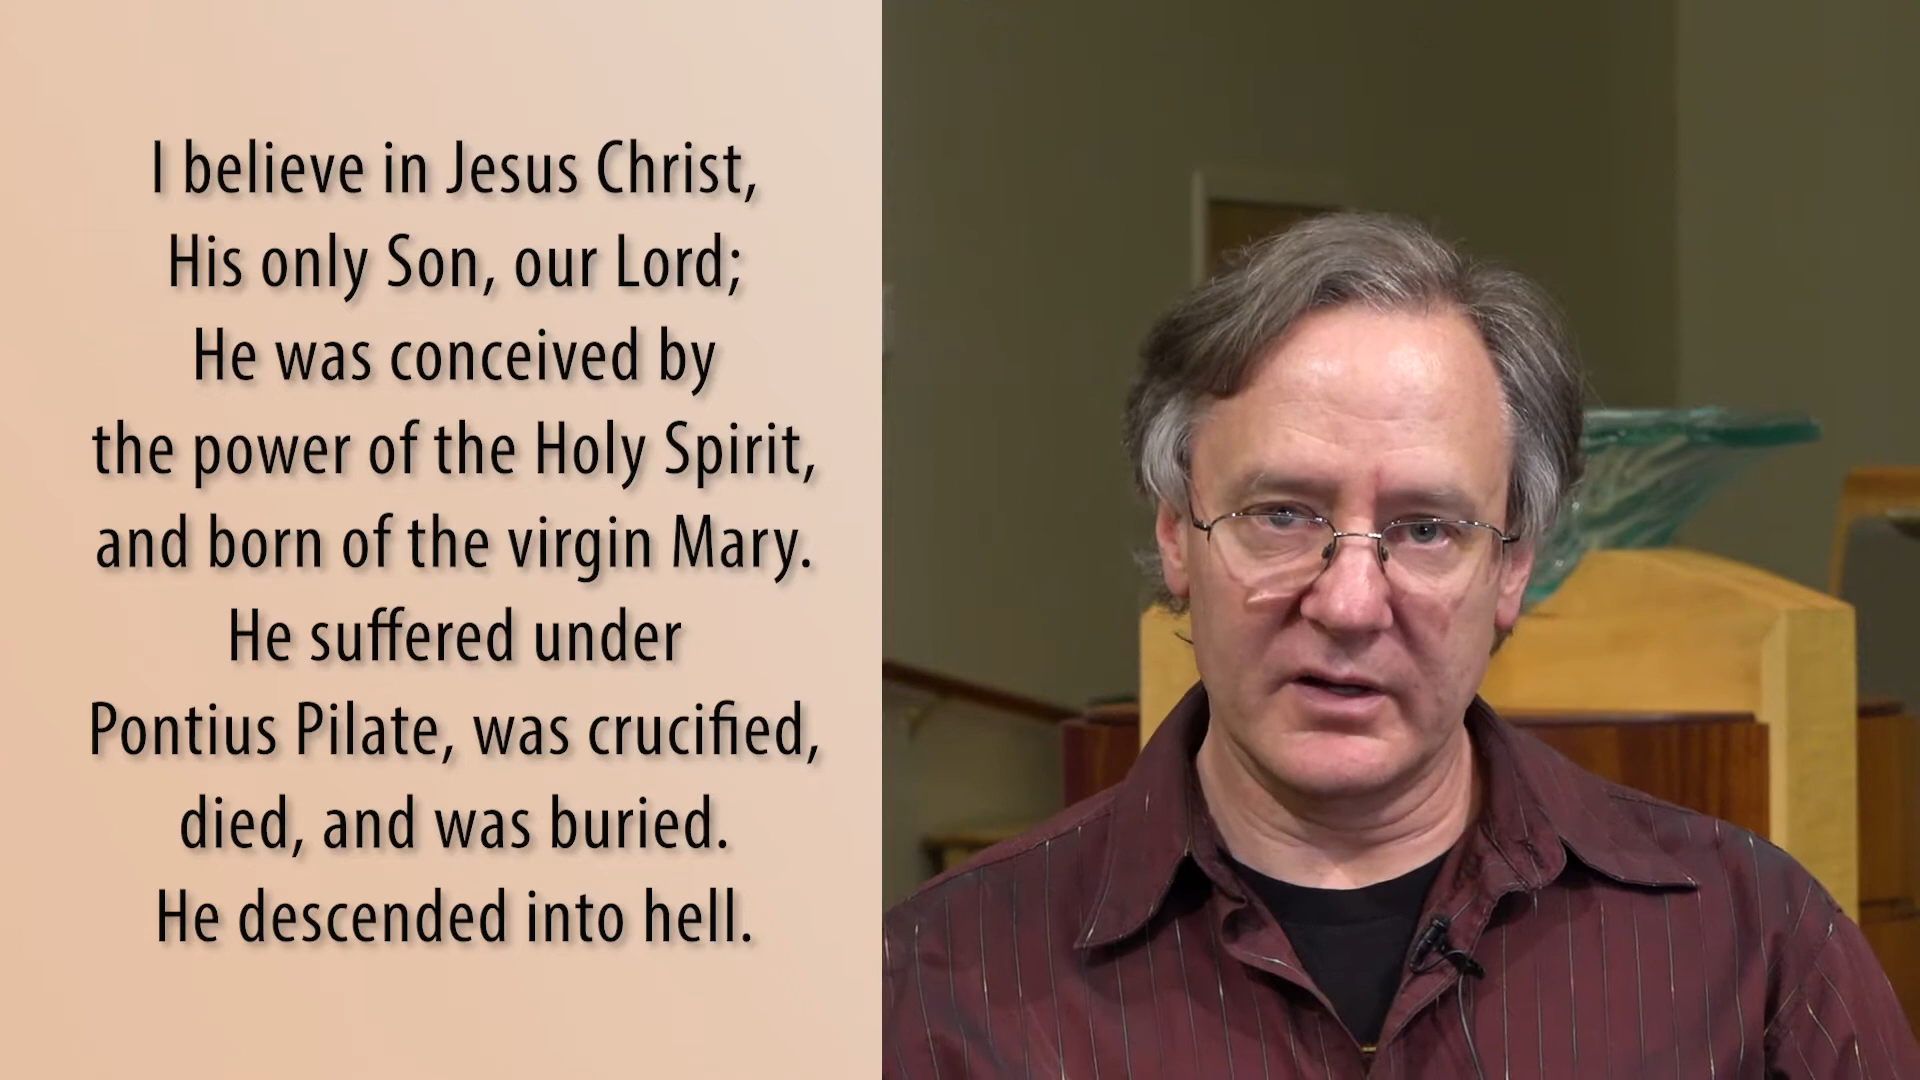 I believe in Jesus Christ,
His only Son, our Lord;
He was conceived by
the power of the Holy Spirit,
and born of the virgin Mary.
He suffered under
Pontius Pilate, was crucified,
died, and was buried.
He descended into hell.